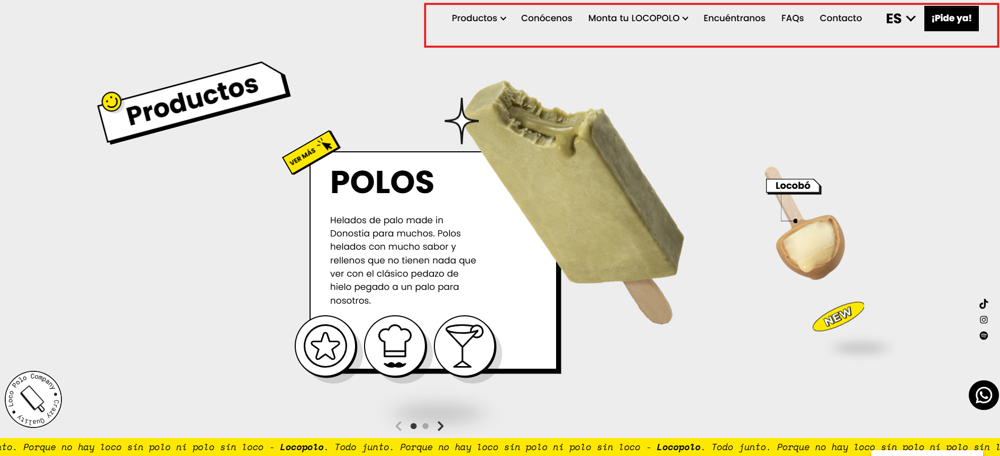 Productos Conócenos Monta tu LOCOPOLO Encuéntranos FAQs Contacto ES ¡Pide ya!
Productos
VER MÁS
POLOS
Helados de palo made in
Donostia para muchos. Polos
helados con mucho sabor y
rellenos que no tienen nada que
ver con el clásico pedazo de
hielo pegado a un palo para
nosotros.
Locobó
NEW
Loco Polo Company • Crazy Quality •
to. Porque no hay loco sin polo ni polo sin loco - Locopolo. Todo junto. Porque no hay loco sin polo ni polo sin loco - Locopolo. Todo junto. Porque no hay loco sin polo ni polo sin l